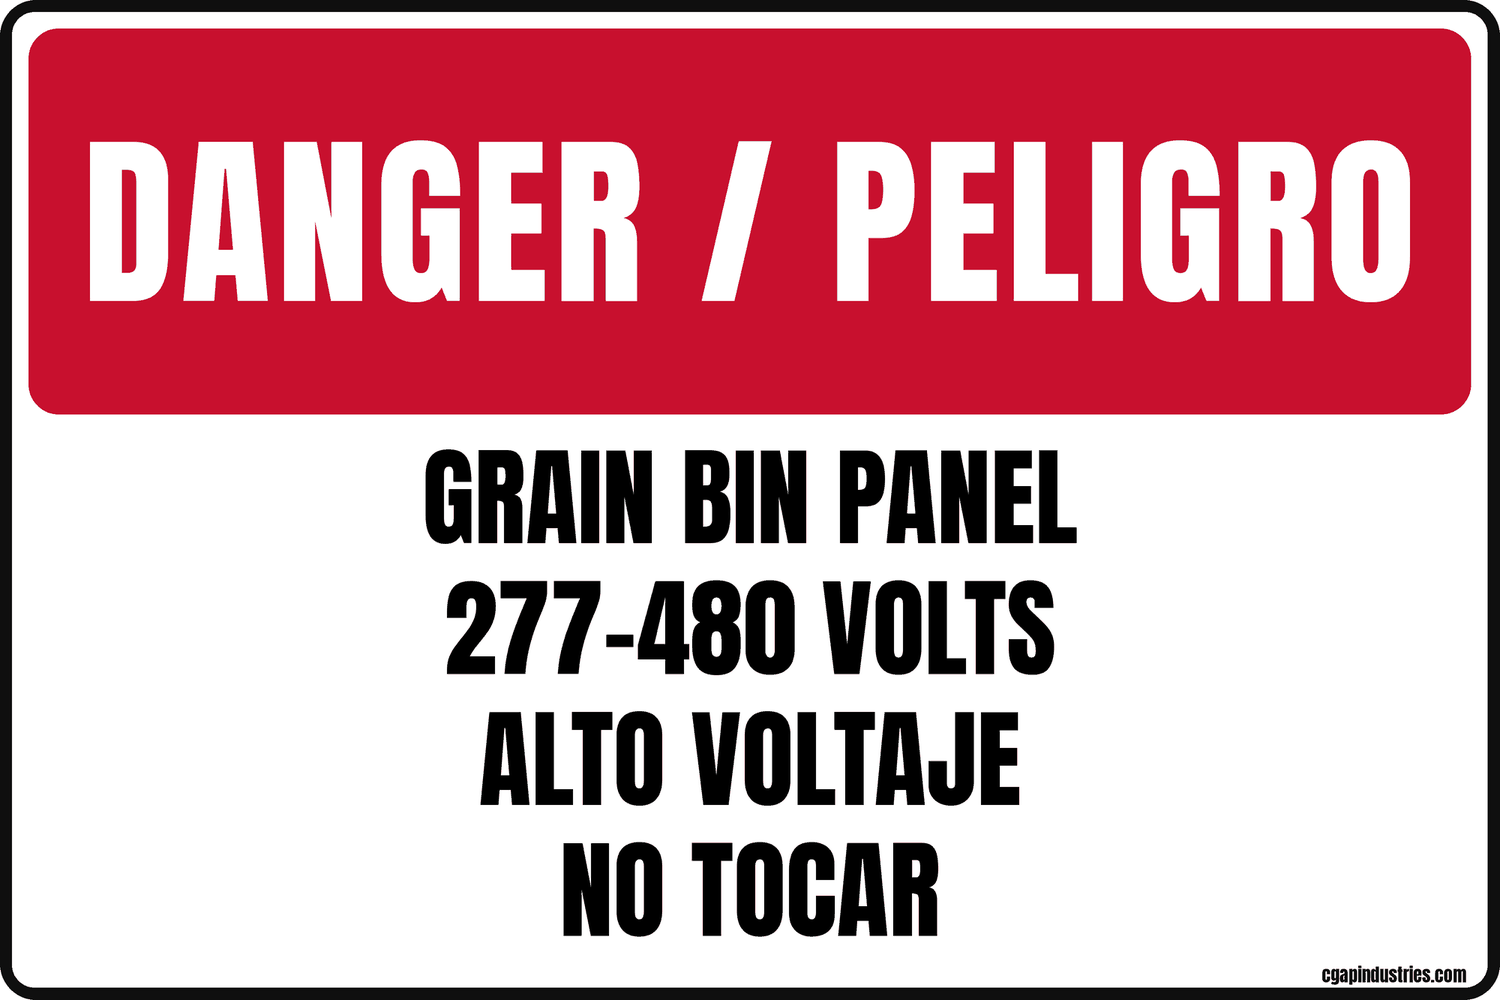 DANGER / PELIGRO
GRAIN BIN PANEL
277-480 VOLTS
ALTO VOLTAJE
NO TOCAR
cgapindustries.com